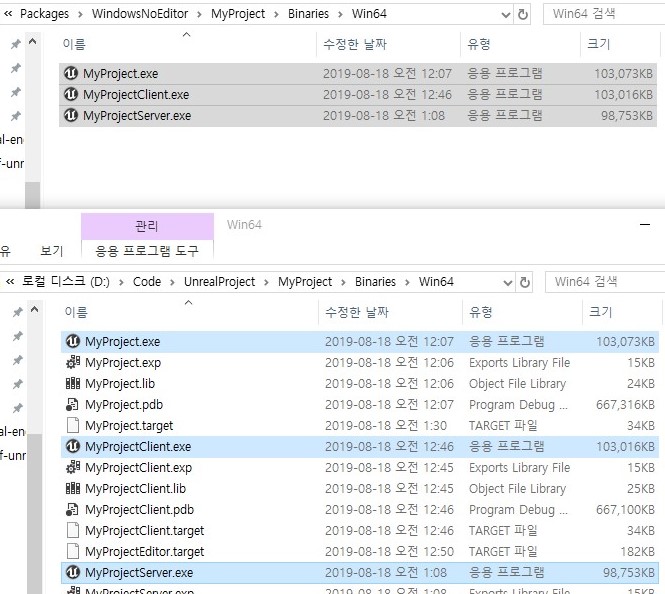 « Packages › WindowsNoEditor › MyProject › Binaries › Win64 Win64 검색
이름 수정한 날짜 유형 크기
MyProject.exe 2019-08-18 오전 12:07 응용 프로그램 103,073KB
MyProjectClient.exe 2019-08-18 오전 12:46 응용 프로그램 103,016KB
MyProjectServer.exe 2019-08-18 오전 1:08 응용 프로그램 98,753KB
관리 Win64
유 보기 응용 프로그램 도구
« 로컬 디스크 (D:) › Code › UnrealProject › MyProject › Binaries › Win64 Win64 검색
이름 수정한 날짜 유형 크기
MyProject.exe 2019-08-18 오전 12:07 응용 프로그램 103,073KB
MyProject.exp 2019-08-18 오전 12:06 Exports Library File 15KB
MyProject.lib 2019-08-18 오전 12:06 Object File Library 24KB
MyProject.pdb 2019-08-18 오전 12:07 Program Debug ... 667,316KB
MyProject.target 2019-08-18 오전 1:30 TARGET 파일 34KB
MyProjectClient.exe 2019-08-18 오전 12:46 응용 프로그램 103,016KB
MyProjectClient.exp 2019-08-18 오전 12:45 Exports Library File 15KB
MyProjectClient.lib 2019-08-18 오전 12:45 Object File Library 25KB
MyProjectClient.pdb 2019-08-18 오전 12:46 Program Debug ... 667,100KB
MyProjectClient.target 2019-08-18 오전 12:46 TARGET 파일 34KB
MyProjectEditor.target 2019-08-18 오전 12:50 TARGET 파일 182KB
MyProjectServer.exe 2019-08-18 오전 1:08 응용 프로그램 98,753KB